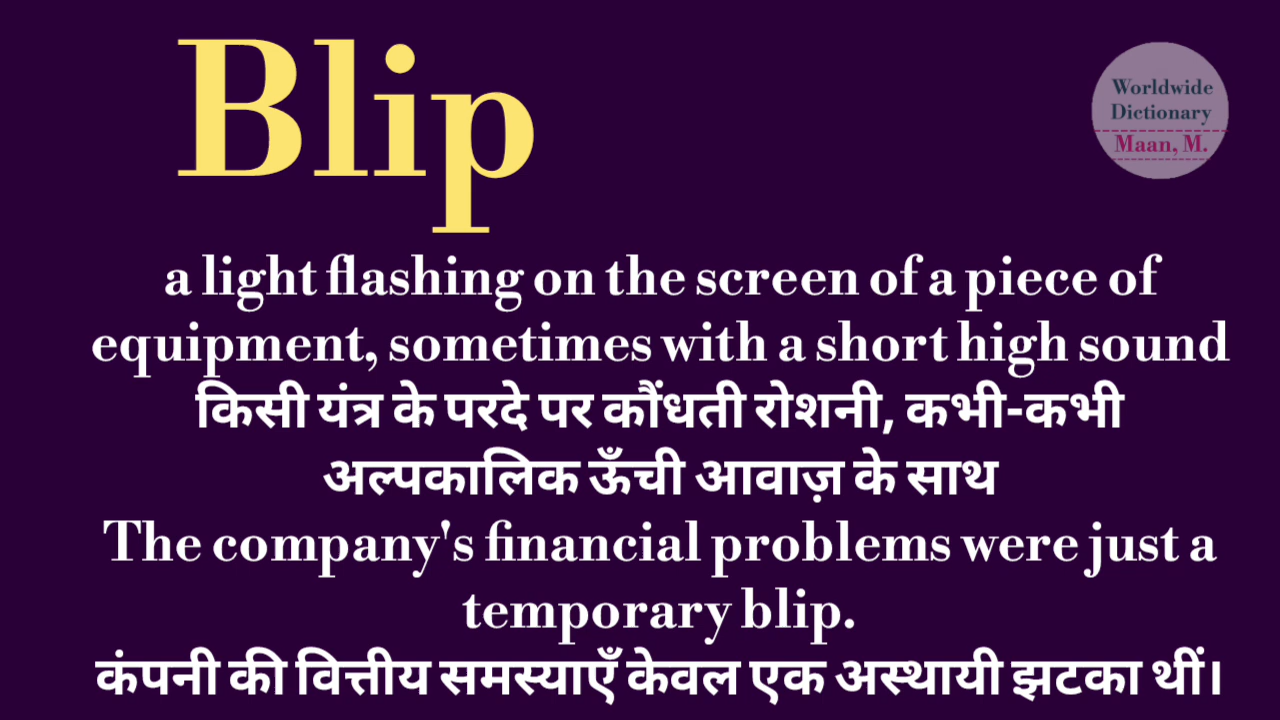 Blip
Worldwide
Dictionary
Maan, M.
a light flashing on the screen of a piece of
equipment, sometimes with a short high sound
किसी यंत्र के परदे पर कौंधती रोशनी, कभी-कभी
अल्पकालिक ऊँची आवाज़ के साथ
The company's financial problems were just a
temporary blip.
कंपनी की वित्तीय समस्याएँ केवल एक अस्थायी झटका थीं।